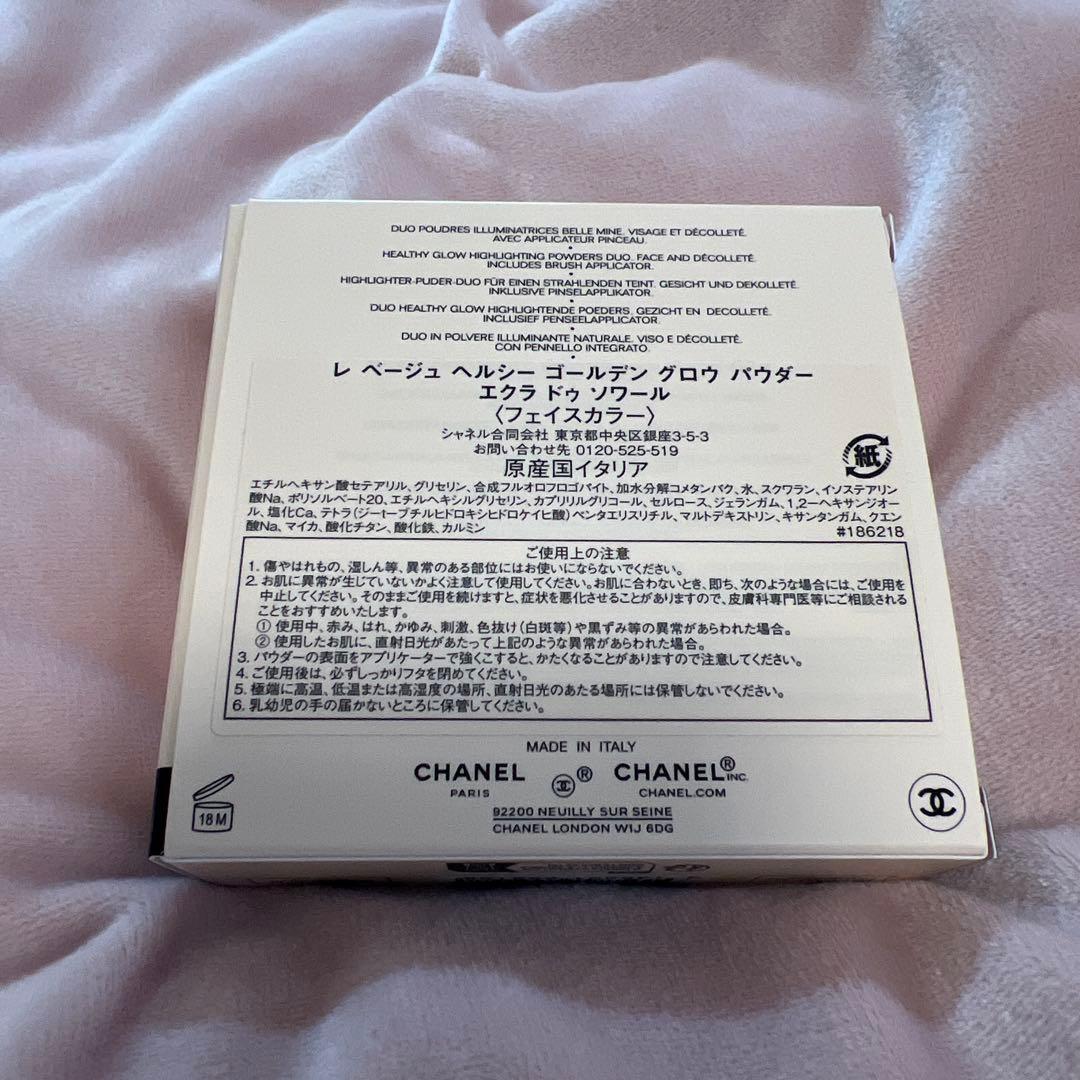 DUO POUDRES ILLUMINATRICES BELLE MINE. VISAGE ET DÉCOLLETÉ.
AVEC APPLICATEUR PINCEAU.
•
HEALTHY GLOW HIGHLIGHTING POWDERS DUO. FACE AND DÉCOLLETÉ.
INCLUDES BRUSH APPLICATOR.
•
HIGHLIGHTER-PUDER-DUO FÜR EINEN STRAHLENDEN TEINT. GESICHT UND DEKOLLETÉ.
INKLUSIVE PINSELAPPLIKATOR.
•
DUO HEALTHY GLOW HIGHLIGHTENDE POEDERS. GEZICHT EN DECOLLETÉ.
INCLUSIEF PENSEELAPPLICATOR.
•
DUO IN POLVERE ILLUMINANTE NATURALE. VISO E DÉCOLLETÉ.
CON PENNELLO INTEGRATO.
•
レ ベージュ ヘルシー ゴールデン グロウ パウダー
エクラ ドゥ ソワール
〈フェイスカラー〉
シャネル合同会社 東京都中央区銀座3-5-3
お問い合わせ先 0120-525-519
原産国イタリア
紙
エチルヘキサン酸セテアリル、グリセリン、合成フルオロフロゴパイト、加水分解コメタンパク、水、スクワラン、イソステアリン
酸Na、ポリソルベート20、エチルヘキシルグリセリン、カプリリルグリコール、セルロース、ジェランガム、1,2-ヘキサンジオー
ル、塩化Ca、テトラ(ジ-t-ブチルヒドロキシヒドロケイヒ酸)ペンタエリスリチル、マルトデキストリン、キサンタンガム、クエン
酸Na、マイカ、酸化チタン、酸化鉄、カルミン
#186218
ご使用上の注意
1. 傷やはれもの、湿しん等、異常のある部位にはお使いにならないでください。
2. お肌に異常が生じていないかよく注意して使用してください。お肌に合わないとき、即ち、次のような場合には、ご使用を
中止してください。そのままご使用を続けますと、症状を悪化させることがありますので、皮膚科専門医等にご相談される
ことをおすすめいたします。
① 使用中、赤み、はれ、かゆみ、刺激、色抜け(白斑等)や黒ずみ等の異常があらわれた場合。
② 使用したお肌に、直射日光があたって上記のような異常があらわれた場合。
3. パウダーの表面をアプリケーターで強くこすると、かたくなることがありますので注意してください。
4. ご使用後は、必ずしっかりフタを閉めてください。
5. 極端に高温、低温または高湿度の場所、直射日光のあたる場所には保管しないでください。
6. 乳幼児の手の届かないところに保管してください。
MADE IN ITALY
CHANEL ® CHANEL® INC.
PARIS CHANEL.COM
92200 NEUILLY SUR SEINE
CHANEL LONDON W1J 6DG
18 M